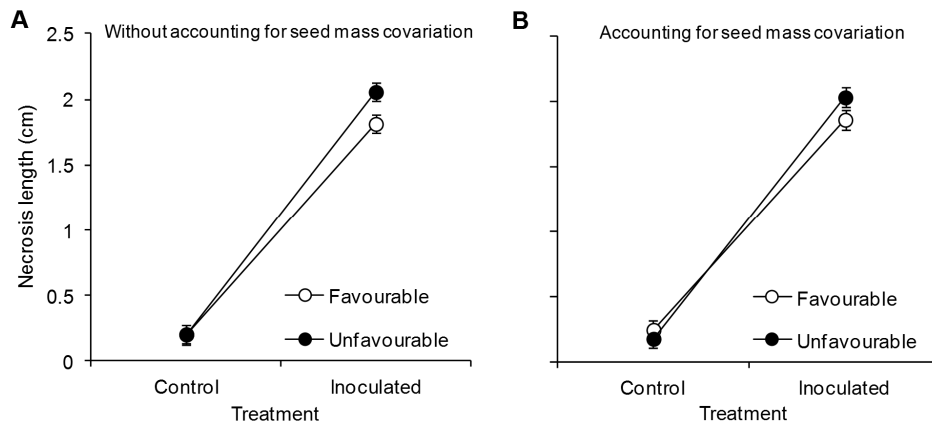 A
Without accounting for seed mass covariation
2.5
2
1.5
1
0.5
0
Necrosis length (cm)
Favourable
Unfavourable
Control Inoculated
Treatment
B
Accounting for seed mass covariation
Favourable
Unfavourable
Control Inoculated
Treatment